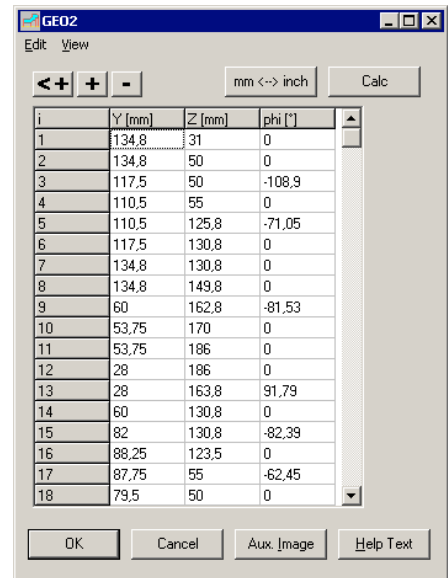 GEO2
Edit View
<+ + - mm <--> inch Calc
i Y [mm] Z [mm] phi [°]
1 134,8 31 0
2 134,8 50 0
3 117,5 50 -108,9
4 110,5 55 0
5 110,5 125,8 -71,05
6 117,5 130,8 0
7 134,8 130,8 0
8 134,8 149,8 0
9 60 162,8 -81,53
10 53,75 170 0
11 53,75 186 0
12 28 186 0
13 28 163,8 91,79
14 60 130,8 0
15 82 130,8 -82,39
16 88,25 123,5 0
17 87,75 55 -62,45
18 79,5 50 0
OK Cancel Aux. Image Help Text